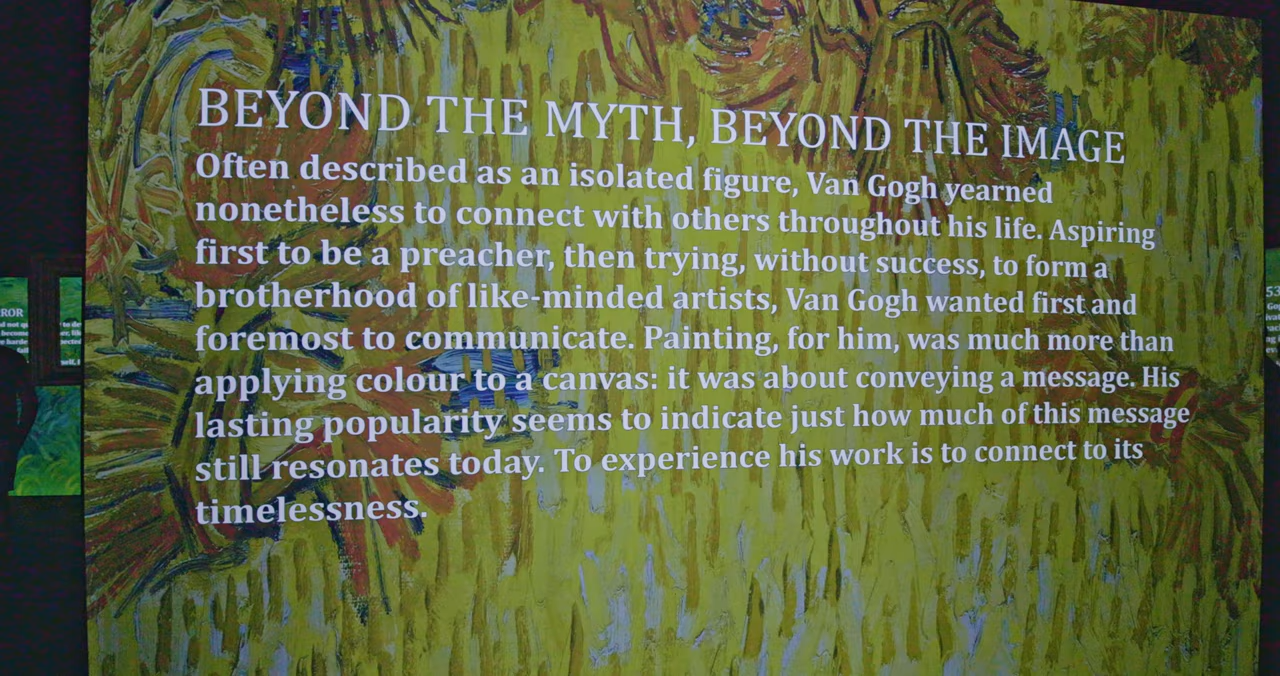 BEYOND THE MYTH, BEYOND THE IMAGE
Often described as an isolated figure, Van Gogh yearned
nonetheless to connect with others throughout his life. Aspiring
first to be a preacher, then trying, without success, to form a
brotherhood of like-minded artists, Van Gogh wanted first and
foremost to communicate. Painting, for him, was much more than
applying colour to a canvas: it was about conveying a message. His
lasting popularity seems to indicate just how much of this message
still resonates today. To experience his work is to connect to its
timelessness.